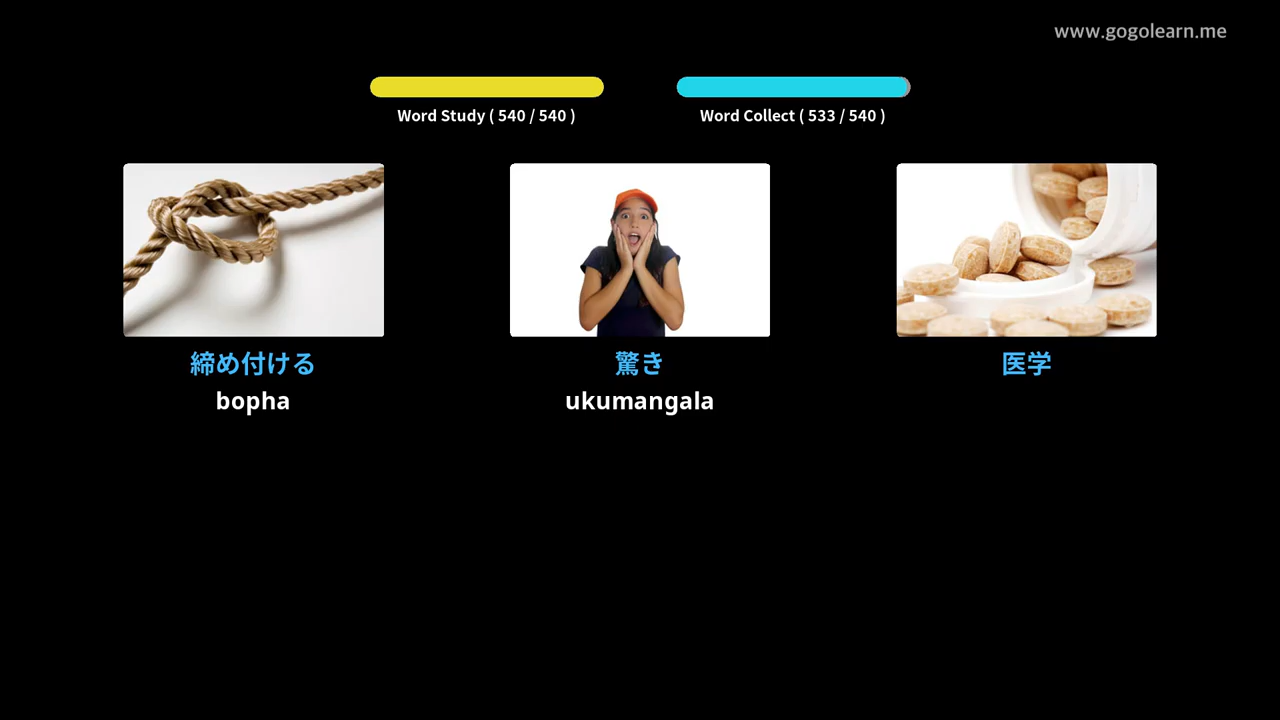 www.gogolearn.me
Word Study ( 540 / 540 )
Word Collect ( 533 / 540 )
締め付ける
驚き
医学
bopha
ukumangala